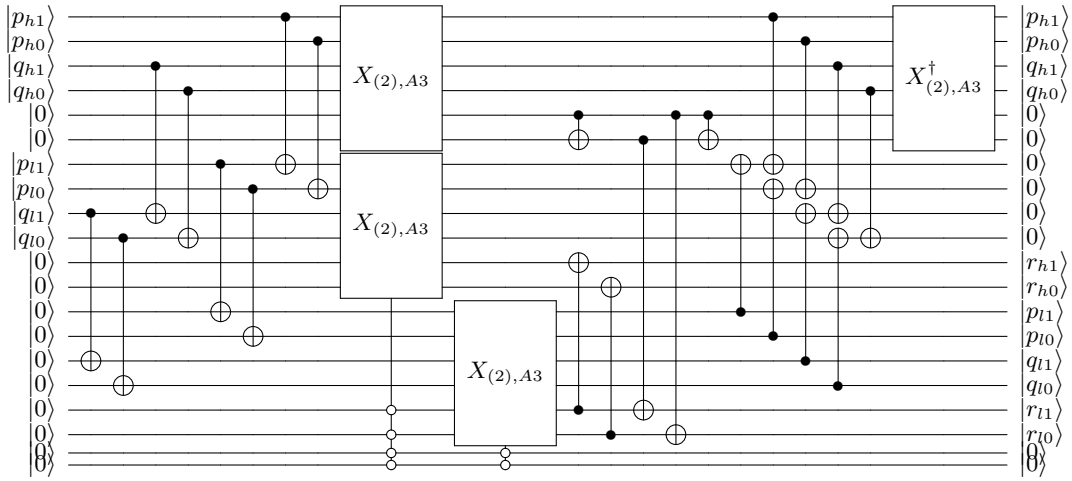 |p_{h1}⟩ |p_{h1}⟩
|p_{h0}⟩ |p_{h0}⟩
|q_{h1}⟩ X_{(2),A3} X^†_{(2),A3} |q_{h1}⟩
|q_{h0}⟩ |q_{h0}⟩
|0⟩ |0⟩
|0⟩ |0⟩
|p_{l1}⟩ |0⟩
|p_{l0}⟩ |0⟩
|q_{l1}⟩ X_{(2),A3} |0⟩
|q_{l0}⟩ |0⟩
|0⟩ |r_{h1}⟩
|0⟩ |r_{h0}⟩
|0⟩ |p_{l1}⟩
|0⟩ |p_{l0}⟩
|0⟩ X_{(2),A3} |q_{l1}⟩
|0⟩ |q_{l0}⟩
|0⟩ |r_{l1}⟩
|0⟩ |r_{l0}⟩
|0⟩ |0⟩
|0⟩ |0⟩